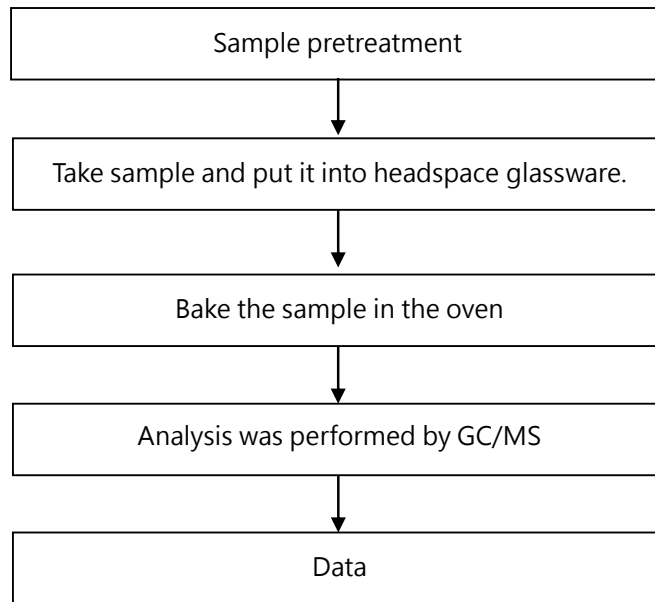 Sample pretreatment
Take sample and put it into headspace glassware.
Bake the sample in the oven
Analysis was performed by GC/MS
Data